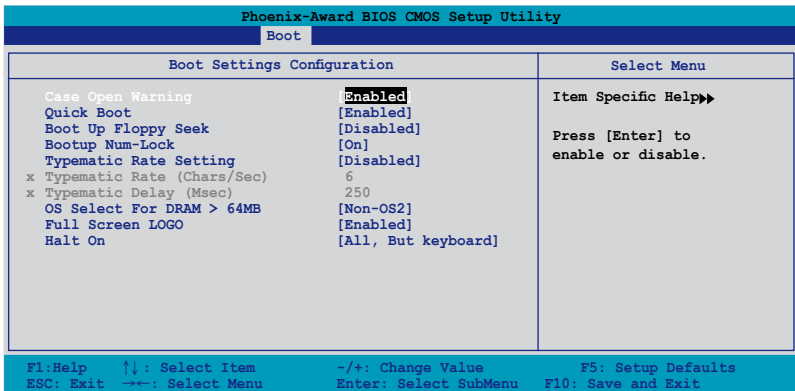 Phoenix-Award BIOS CMOS Setup Utility
Boot
Boot Settings Configuration
Select Menu
Case Open Warning [Enabled]
Quick Boot [Enabled]
Boot Up Floppy Seek [Disabled]
Bootup Num-Lock [On]
Typematic Rate Setting [Disabled]
x Typematic Rate (Chars/Sec) 6
x Typematic Delay (Msec) 250
OS Select For DRAM > 64MB [Non-OS2]
Full Screen LOGO [Enabled]
Halt On [All, But keyboard]
Item Specific Help▶▶
Press [Enter] to
enable or disable.
F1:Help ↑↓: Select Item -/+: Change Value F5: Setup Defaults
ESC: Exit →←: Select Menu Enter: Select SubMenu F10: Save and Exit